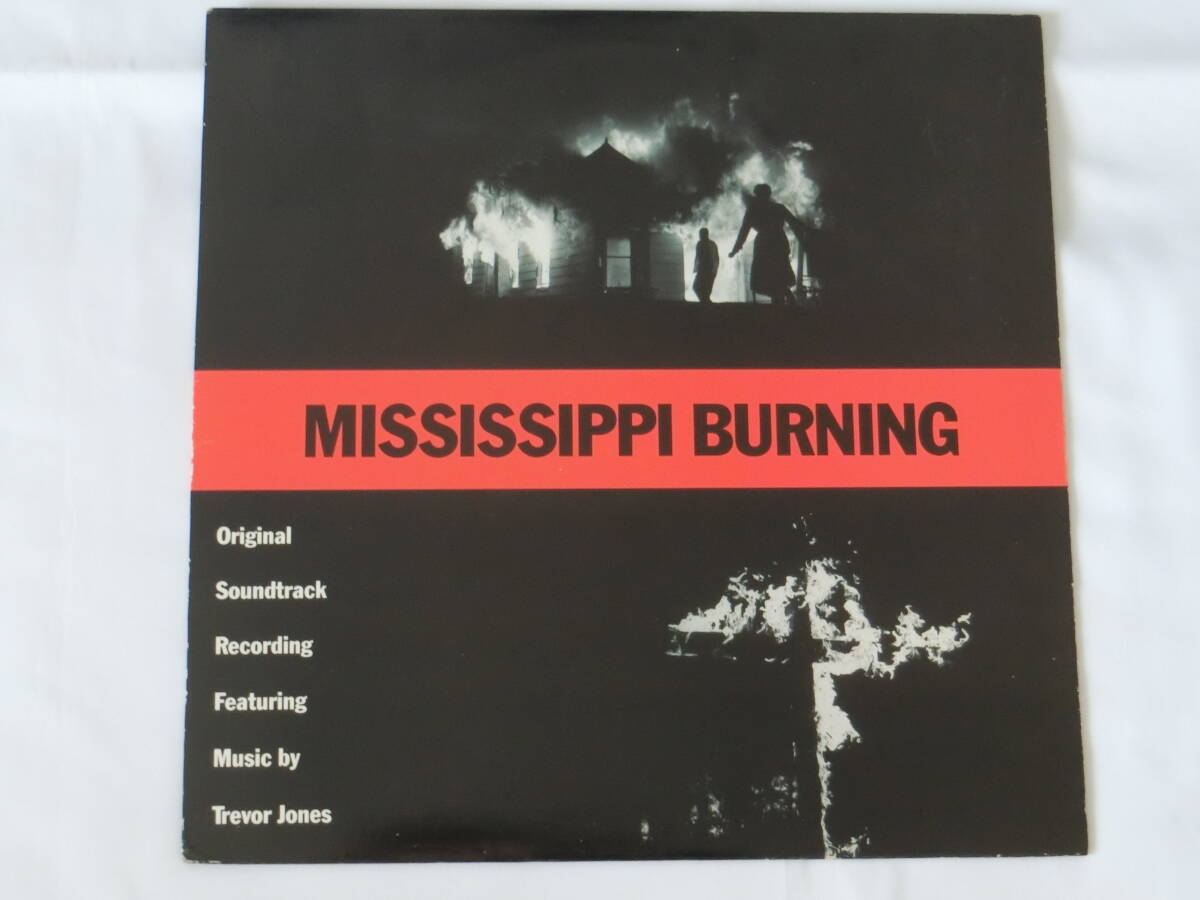 MISSISSIPPI BURNING
Original
Soundtrack
Recording
Featuring
Music by
Trevor Jones